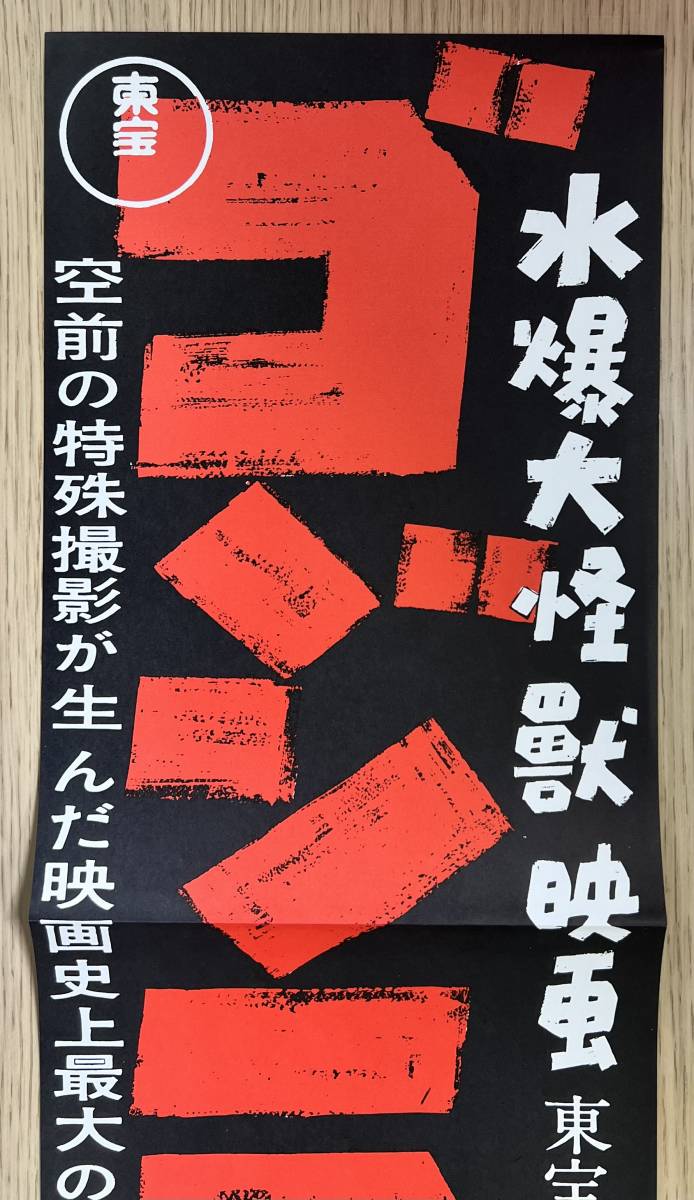 東宝
水爆大怪獣映画
東宝
ゴジ
空前の特殊撮影が生んだ映画史上最大の